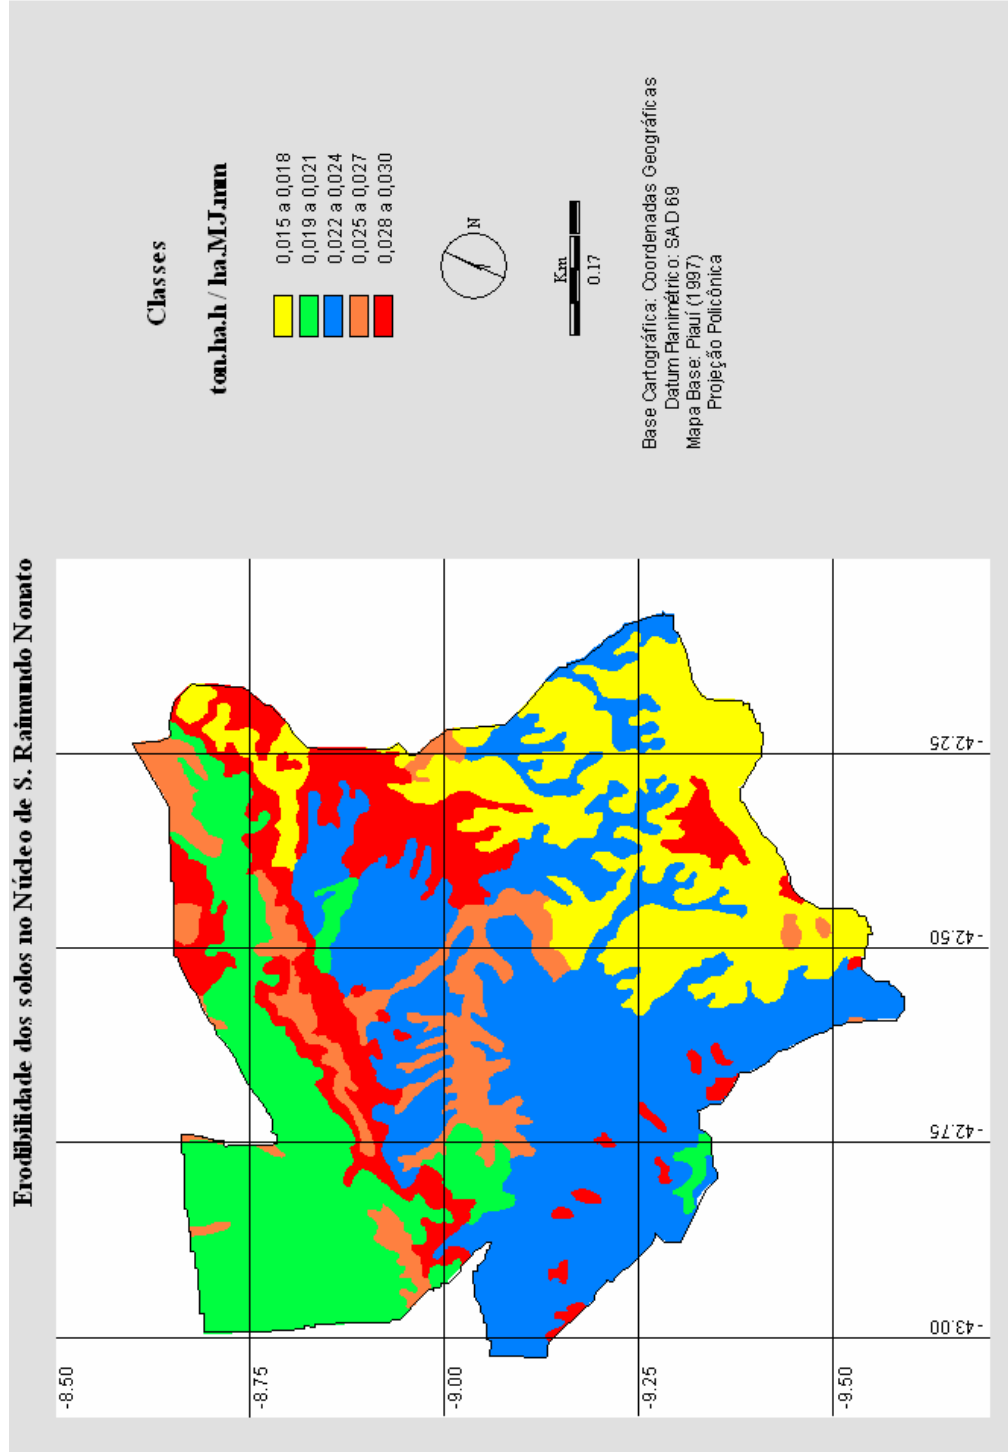 Erodibilidade dos solos no Núcleo de S. Raimundo Nonato
-8.50
-8.75
-9.00
-9.25
-9.50
-43.00
-42.75
-42.50
-42.25
Classes
ton.ha.h / ha.MJ.mm
0,015 a 0,018
0,019 a 0,021
0,022 a 0,024
0,025 a 0,027
0,028 a 0,030
N
Km
0.17
Base Cartográfica: Coordenadas Geográficas
Datum Planimétrico: SAD 69
Mapa Base: Piauí (1997)
Projeção Policônica